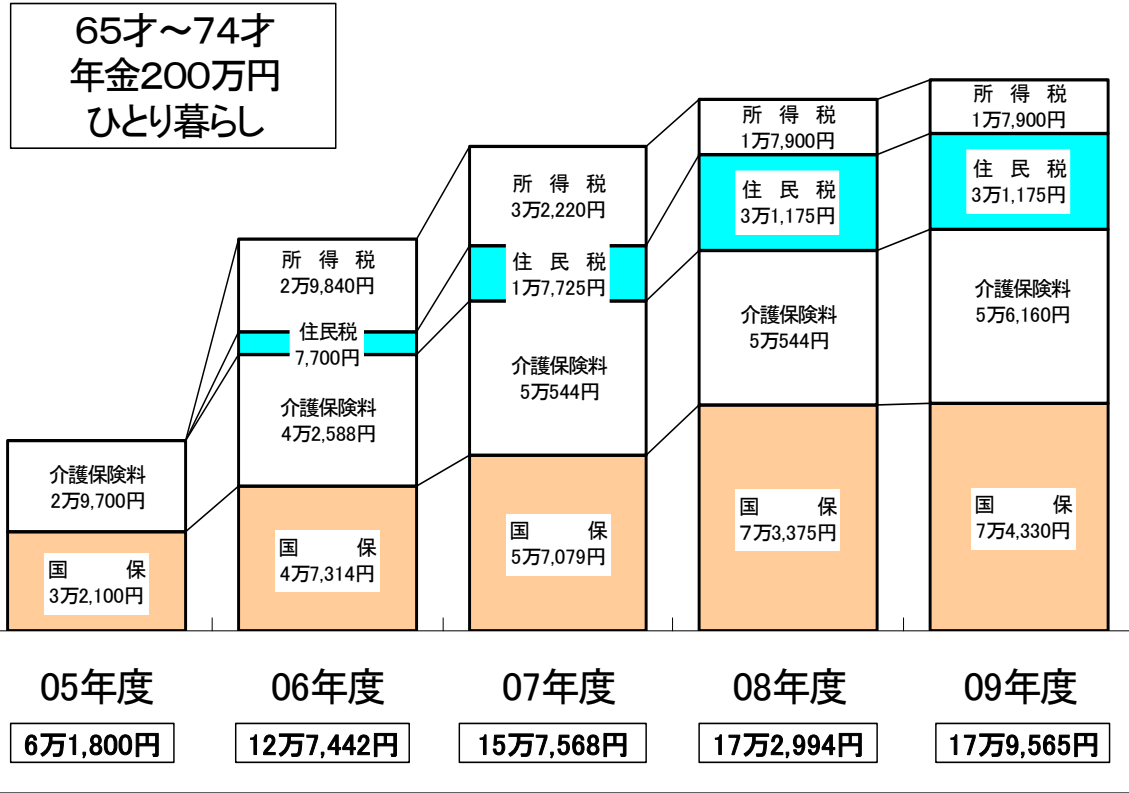 65才～74才
年金200万円
ひとり暮らし
介護保険料
2万9,700円
国　　保
3万2,100円
所　得　税
2万9,840円
住民税
7,700円
介護保険料
4万2,588円
国　　保
4万7,314円
所　得　税
3万2,220円
住　民　税
1万7,725円
介護保険料
5万544円
国　　保
5万7,079円
所　得　税
1万7,900円
住　民　税
3万1,175円
介護保険料
5万544円
国　　保
7万3,375円
所　得　税
1万7,900円
住　民　税
3万1,175円
介護保険料
5万6,160円
国　　保
7万4,330円
05年度
06年度
07年度
08年度
09年度
6万1,800円
12万7,442円
15万7,568円
17万2,994円
17万9,565円